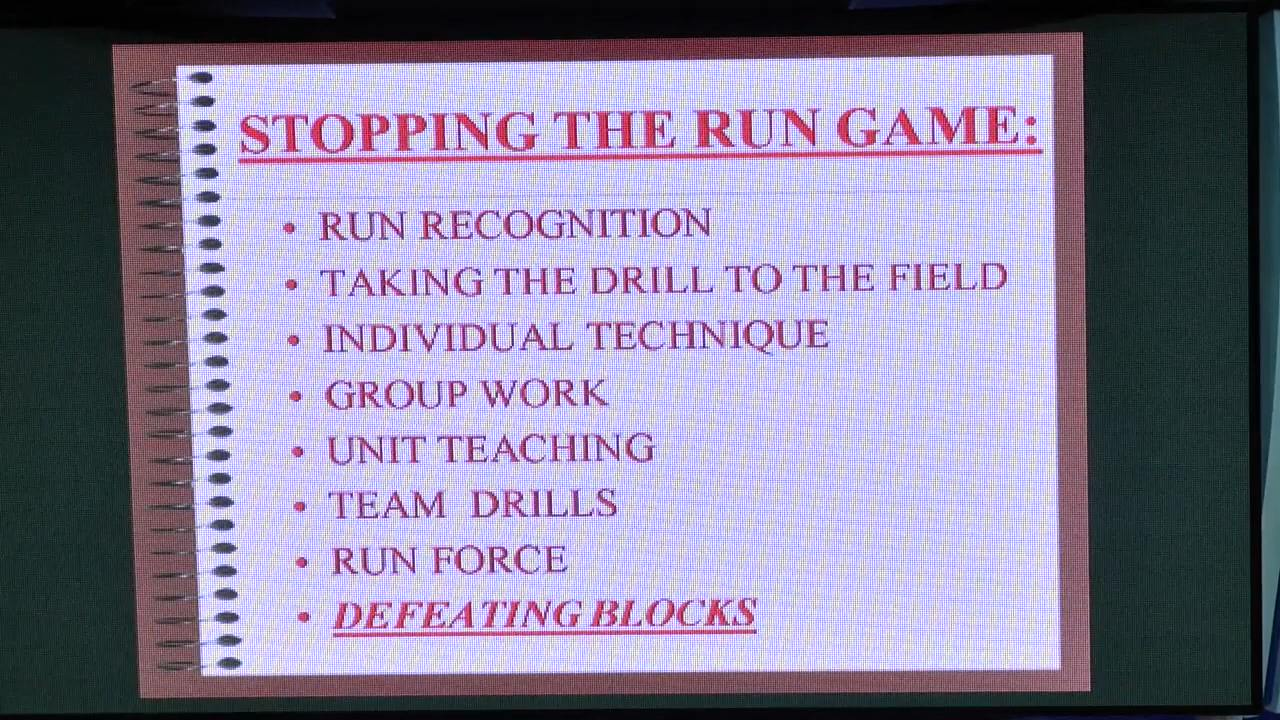 STOPPING THE RUN GAME:
• RUN RECOGNITION
• TAKING THE DRILL TO THE FIELD
• INDIVIDUAL TECHNIQUE
• GROUP WORK
• UNIT TEACHING
• TEAM DRILLS
• RUN FORCE
• DEFEATING BLOCKS